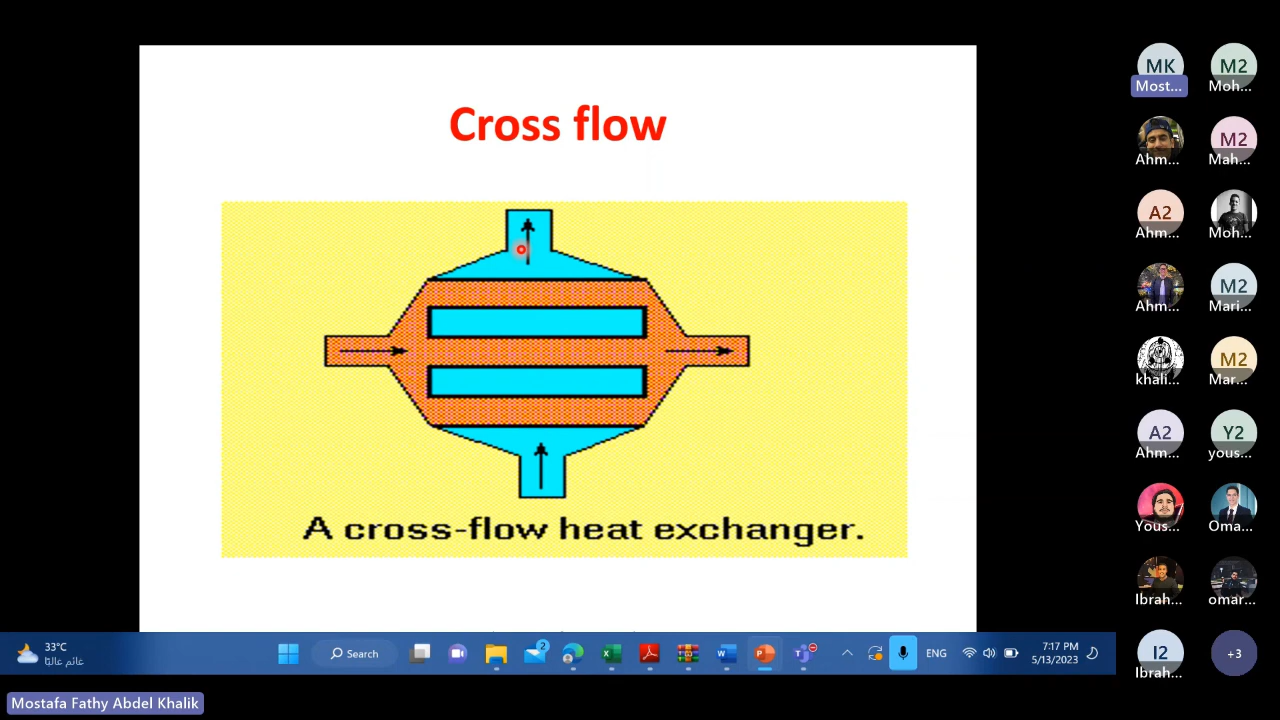 Cross flow
A cross-flow heat exchanger.
MK
Most...
M2
Moh...
Ahm...
M2
Mah...
A2
Ahm...
Moh...
Ahm...
M2
Mari...
khali...
M2
Mar...
A2
Ahm...
Y2
yous...
Yous...
Oma...
Ibrah...
omar...
I2
Ibrah...
+3
33°C
غائم غالبًا
Search
2
ENG
7:17 PM
5/13/2023
Mostafa Fathy Abdel Khalik